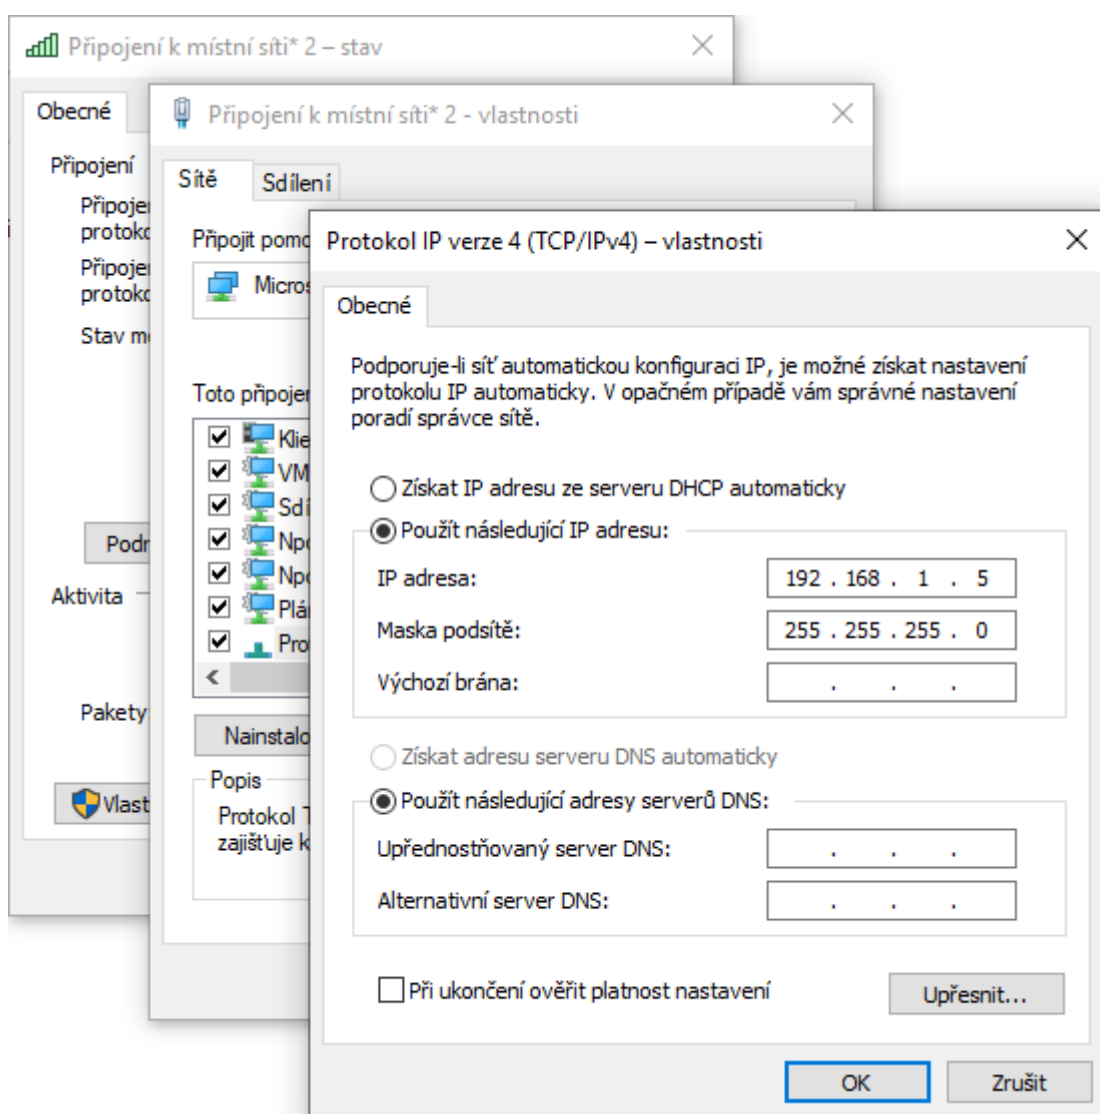 Připojení k místní síti* 2 – stav
Obecné
Připojení
Stav
Aktivita
Pakety
Připojení k místní síti* 2 - vlastnosti
Sítě
Sdílení
Připojit
Toto
Popis
Protokol
zajišťuje
Protokol IP verze 4 (TCP/IPv4) – vlastnosti
Obecné
Podporuje-li síť automatickou konfiguraci IP, je možné získat nastavení
protokolu IP automaticky. V opačném případě vám správné nastavení
poradí správce sítě.
Získat IP adresu ze serveru DHCP automaticky
Použít následující IP adresu:
IP adresa: 192 . 168 . 1 . 5
Maska podsítě: 255 . 255 . 255 . 0
Výchozí brána: . . .
Získat adresu serveru DNS automaticky
Použít následující adresy serverů DNS:
Upřednostňovaný server DNS: . . .
Alternativní server DNS: . . .
Při ukončení ověřit platnost nastavení
Upřesnit...
OK
Zrušit